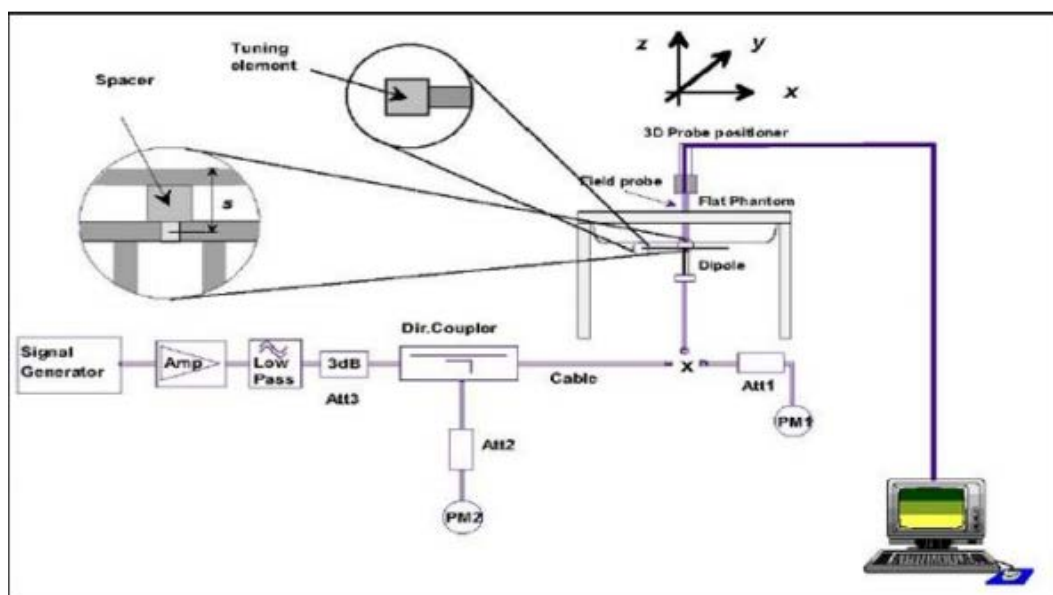 Tuning
element
Spacer
s
z
y
x
3D Probe positioner
Field probe
Flat Phantom
Dipole
Signal
Generator
Amp
Low
Pass
3dB
Att3
Dir.Coupler
Cable
x
Att1
PM1
Att2
PM2